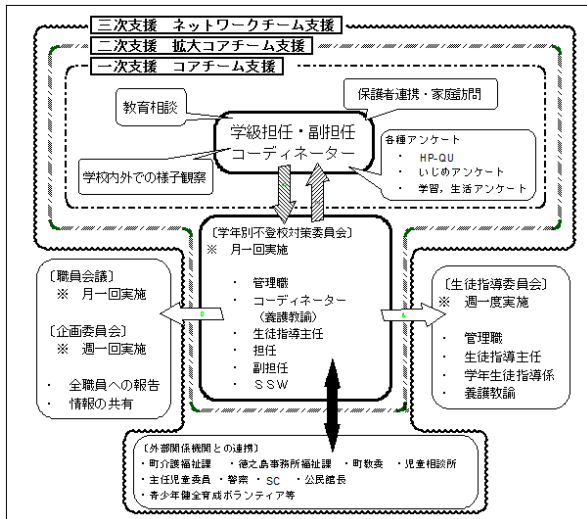 三次支援　ネットワークチーム支援
二次支援　拡大コアチーム支援
一次支援　コアチーム支援
教育相談
保護者連携・家庭訪問
学級担任・副担任
コーディネーター
学校内外での様子観察
各種アンケート
・　HP-QU
・　いじめアンケート
・　学習，生活アンケート
〔学年別不登校対策委員会〕
※　月一回実施
・　管理職
・　コーディネーター
（養護教諭）
・　生徒指導主任
・　担任
・　副担任
・　ＳＳＷ
〔職員会議〕
※　月一回実施
〔企画委員会〕
※　週一回実施
・　全職員への報告
・　情報の共有
〔生徒指導委員会〕
※　週一度実施
・　管理職
・　生徒指導主任
・　学年生徒指導係
・　養護教諭
〔外部関係機関との連携〕
・町介護福祉課　・徳之島事務所福祉課　・町教委　・児童相談所
・主任児童委員　・警察　・SC　・公民館長
・青少年健全育成ボランティア等